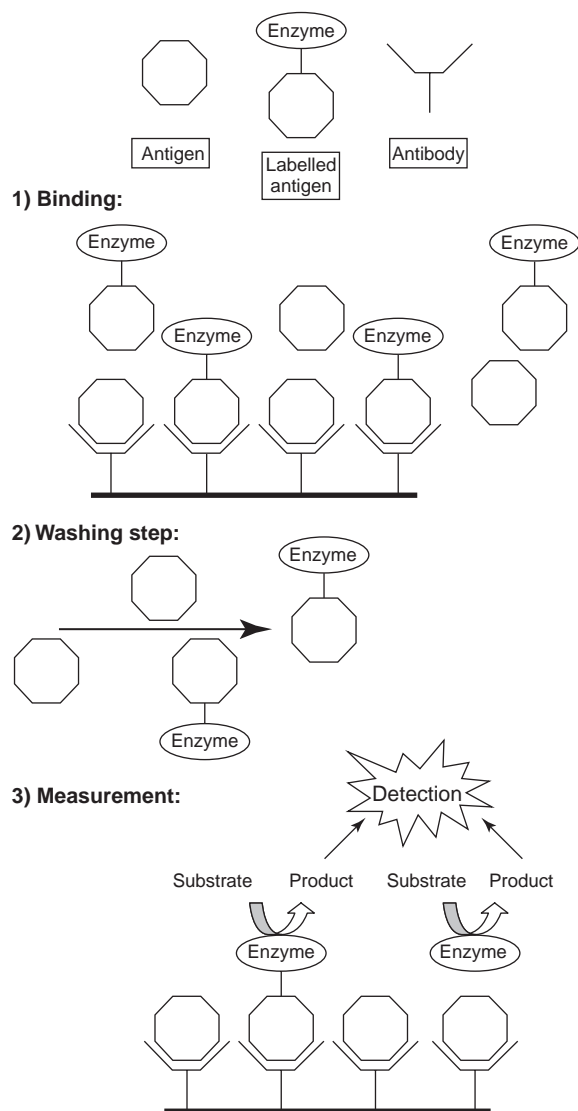 Enzyme
Antigen
Labelled
antigen
Antibody
1) Binding:
Enzyme
Enzyme
Enzyme
Enzyme
2) Washing step:
Enzyme
Enzyme
3) Measurement:
Detection
Substrate Product Substrate Product
Enzyme Enzyme